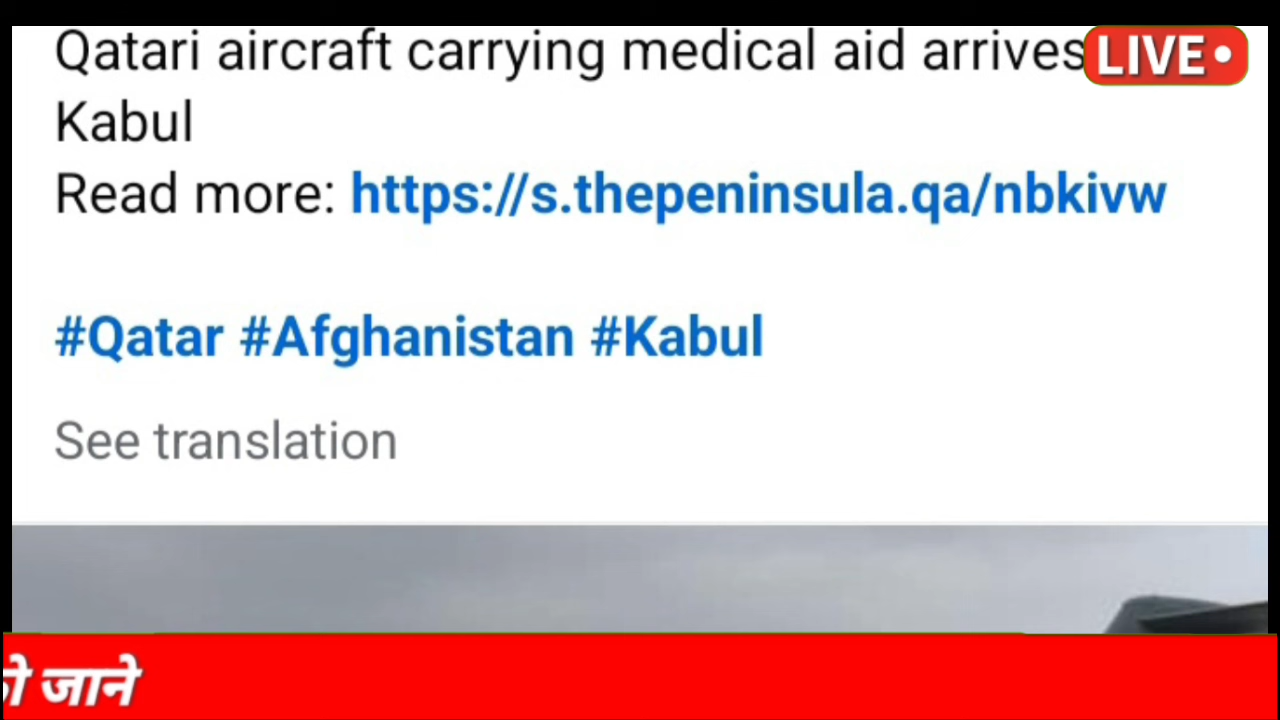 Qatari aircraft carrying medical aid arrives
LIVE
Kabul
Read more: https://s.thepeninsula.qa/nbkivw
#Qatar #Afghanistan #Kabul
See translation
जाने